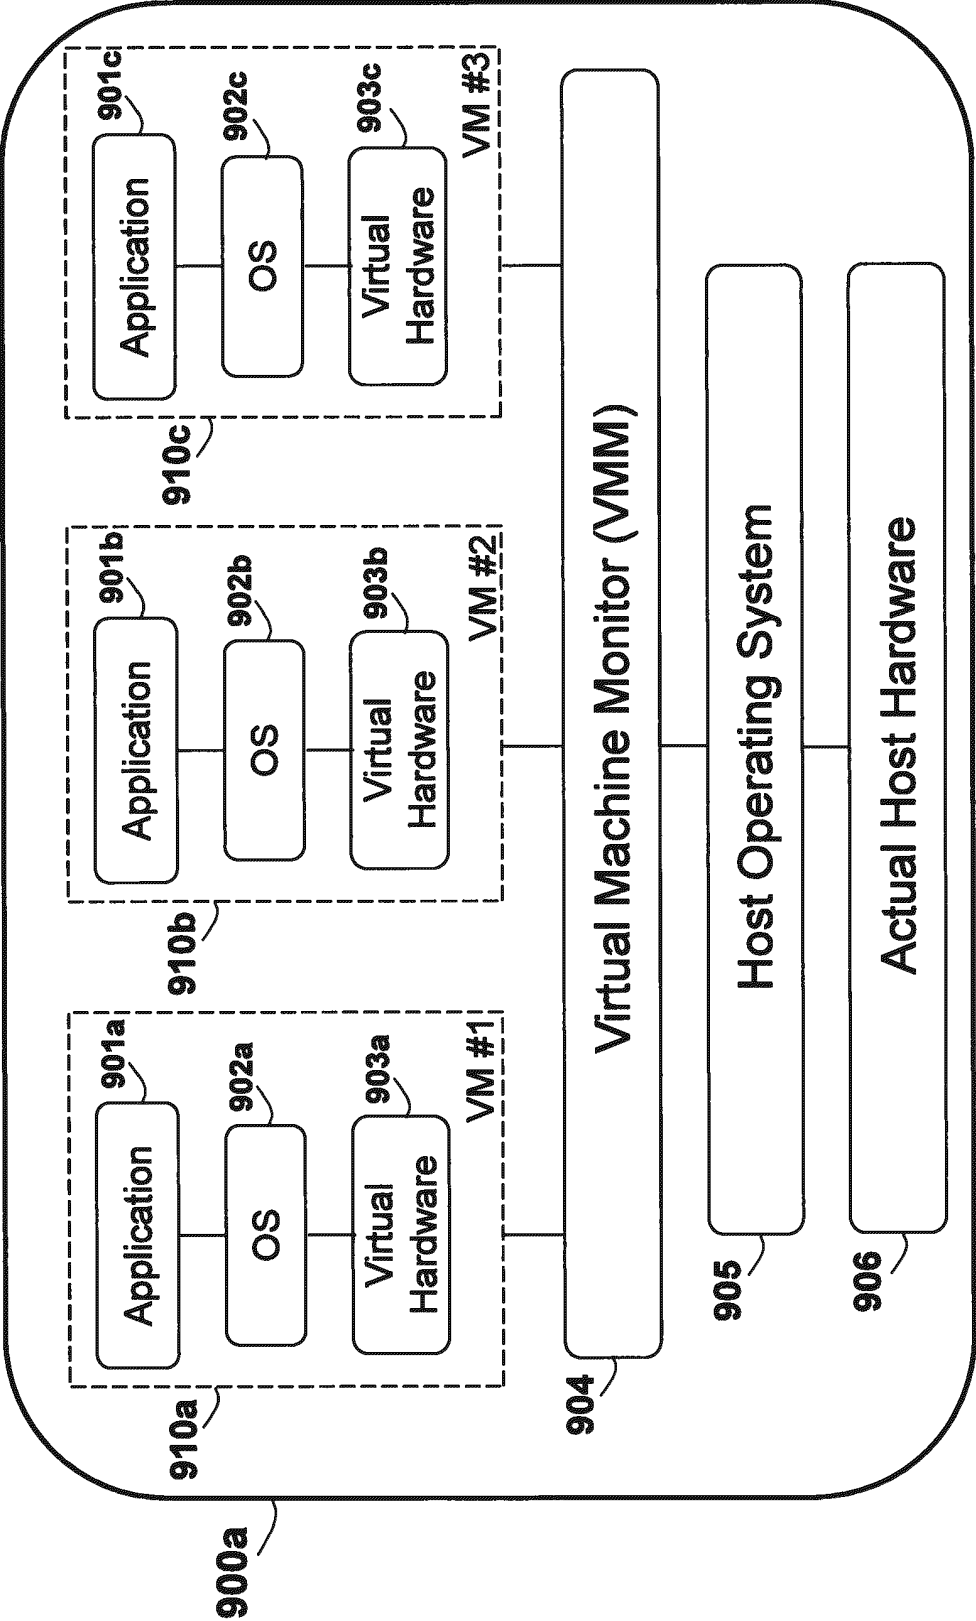 900a
910a
901a
Application
902a
OS
903a
Virtual
Hardware
VM #1
910b
901b
Application
902b
OS
903b
Virtual
Hardware
VM #2
910c
901c
Application
902c
OS
903c
Virtual
Hardware
VM #3
904
Virtual Machine Monitor (VMM)
905
Host Operating System
906
Actual Host Hardware